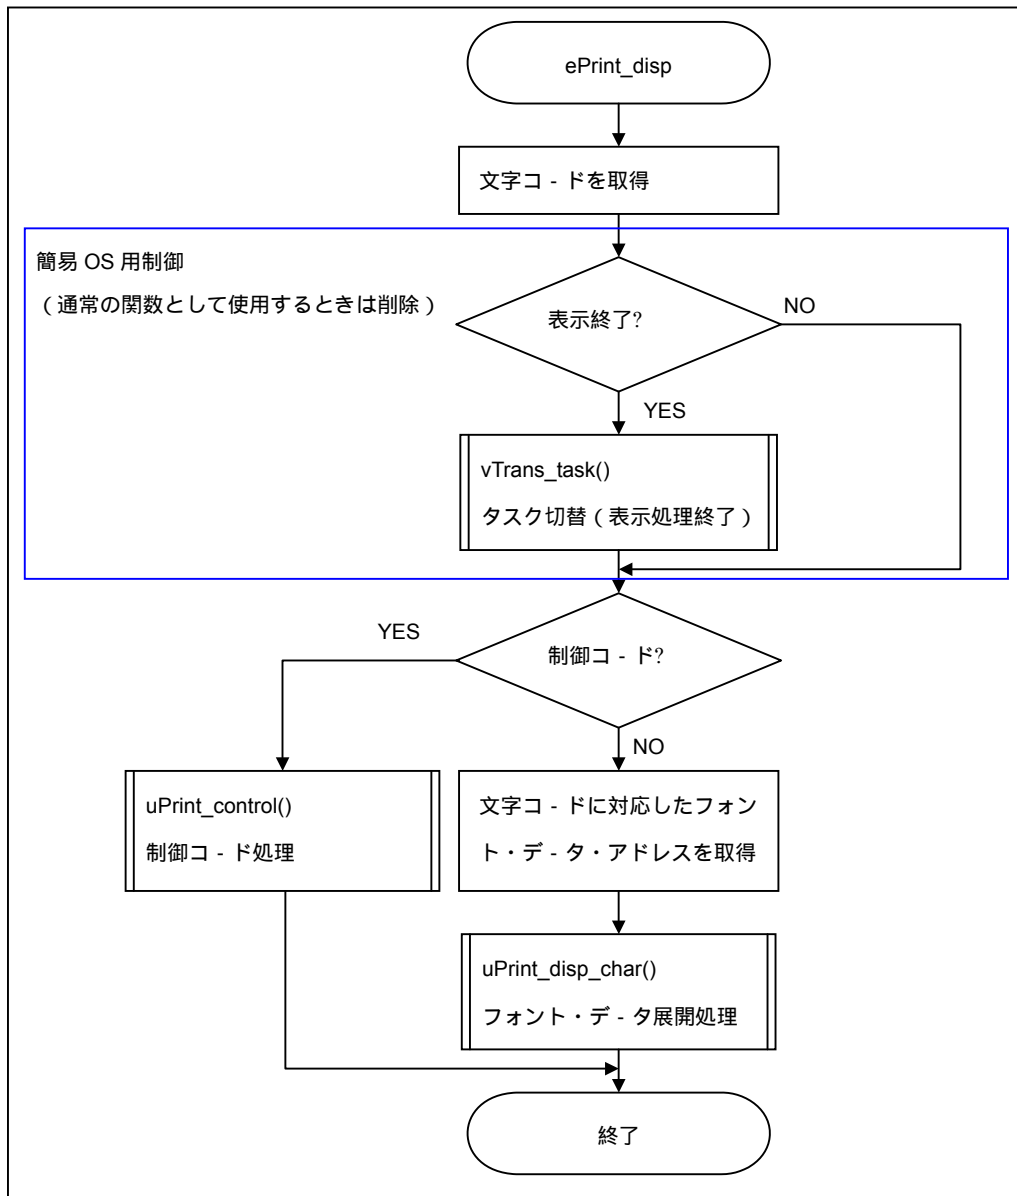 ePrint_disp
文字コ - ドを取得
簡易 OS 用制御
（通常の関数として使用するときは削除）
表示終了?
NO
YES
vTrans_task()
タスク切替（表示処理終了）
YES
制御コ - ド?
NO
uPrint_control()
制御コ - ド処理
文字コ - ドに対応したフォン
ト・デ - タ・アドレスを取得
uPrint_disp_char()
フォント・デ - タ展開処理
終了